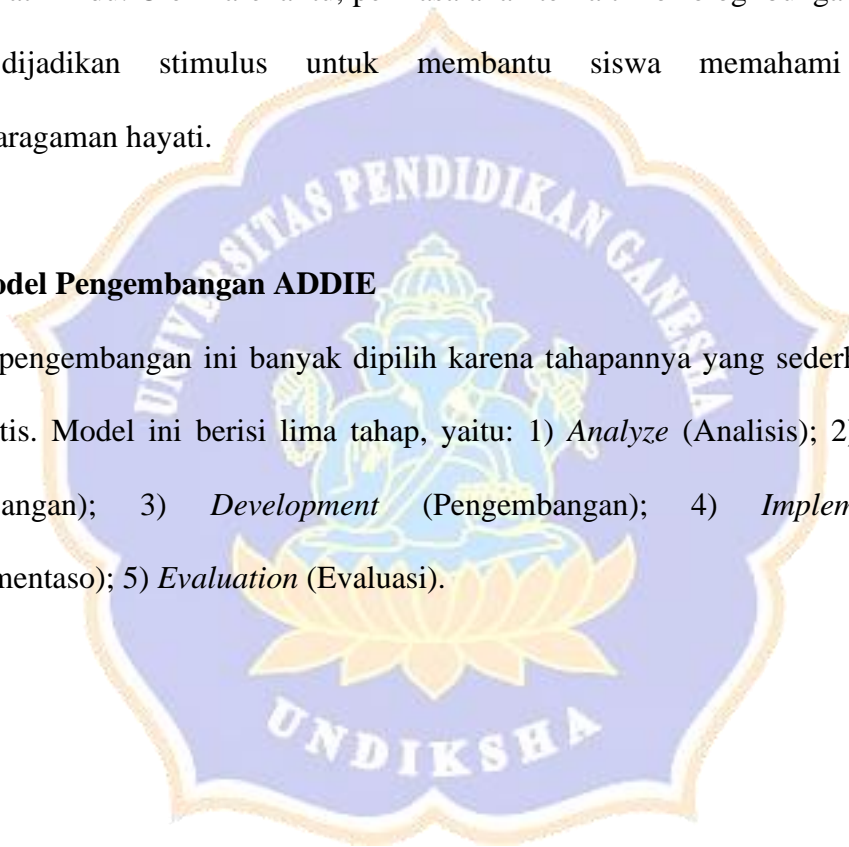 dijadikan stimulus untuk membantu siswa memahami
aragaman hayati.
UNIVERSITAS PENDIDIKAN GANESHA
odel Pengembangan ADDIE
pengembangan ini banyak dipilih karena tahapannya yang sederh
tis. Model ini berisi lima tahap, yaitu: 1) Analyze (Analisis); 2)
angan); 3) Development (Pengembangan); 4) Implem
mentaso); 5) Evaluation (Evaluasi).
UNDIKSHA